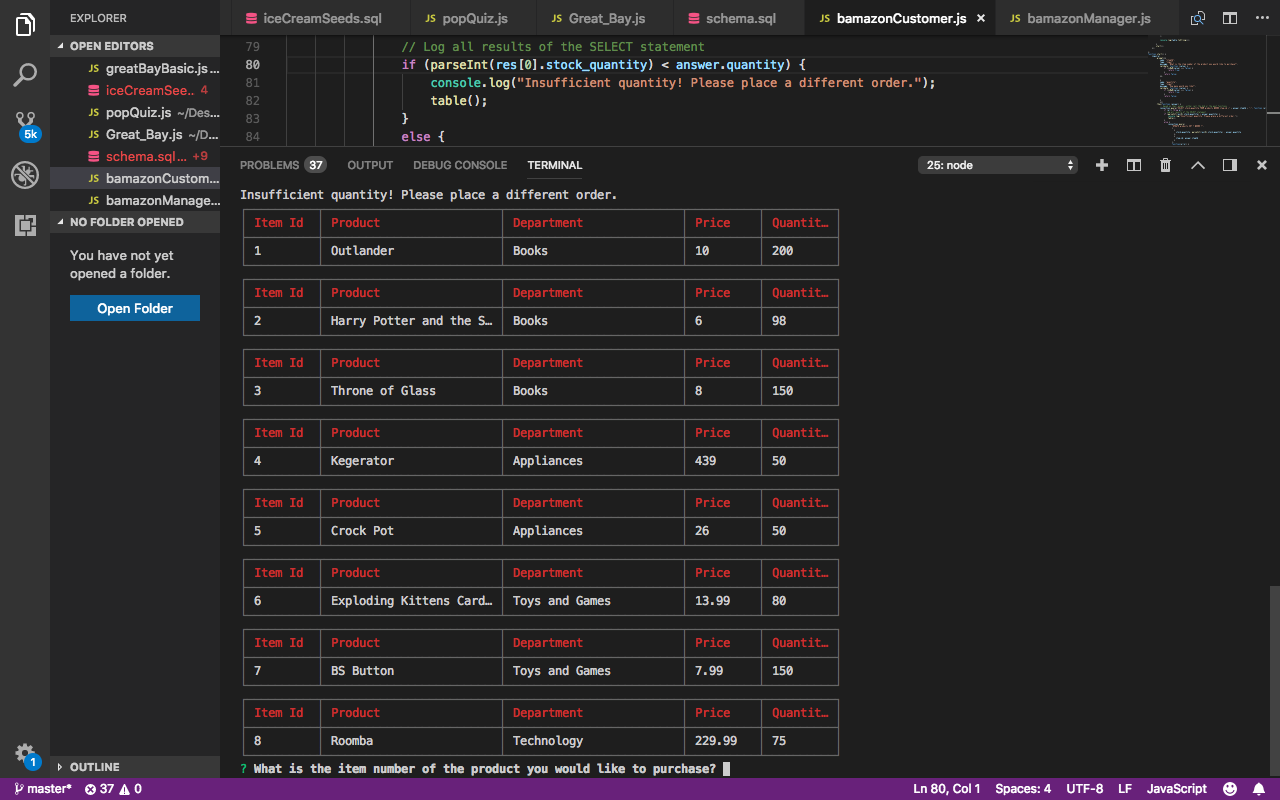 EXPLORER
iceCreamSeeds.sql
JS popQuiz.js
JS Great_Bay.js
schema.sql
JS bamazonCustomer.js ×
JS bamazonManager.js
OPEN EDITORS
JS greatBayBasic.js ...
iceCreamSee... 4
JS popQuiz.js ~/Des...
JS Great_Bay.js ~/D...
schema.sql... +9
JS bamazonCustom...
JS bamazonManage...
NO FOLDER OPENED
You have not yet
opened a folder.
Open Folder
OUTLINE
5k
1
79 // Log all results of the SELECT statement
80 if (parseInt(res[0].stock_quantity) < answer.quantity) {
81 console.log("Insufficient quantity! Please place a different order.");
82 table();
83 }
84 else {
PROBLEMS 37 OUTPUT DEBUG CONSOLE TERMINAL 25: node
Insufficient quantity! Please place a different order.
Item Id Product Department Price Quantit…
1 Outlander Books 10 200
Item Id Product Department Price Quantit…
2 Harry Potter and the S… Books 6 98
Item Id Product Department Price Quantit…
3 Throne of Glass Books 8 150
Item Id Product Department Price Quantit…
4 Kegerator Appliances 439 50
Item Id Product Department Price Quantit…
5 Crock Pot Appliances 26 50
Item Id Product Department Price Quantit…
6 Exploding Kittens Card… Toys and Games 13.99 80
Item Id Product Department Price Quantit…
7 BS Button Toys and Games 7.99 150
Item Id Product Department Price Quantit…
8 Roomba Technology 229.99 75
? What is the item number of the product you would like to purchase?
master* 37 0 Ln 80, Col 1 Spaces: 4 UTF-8 LF JavaScript